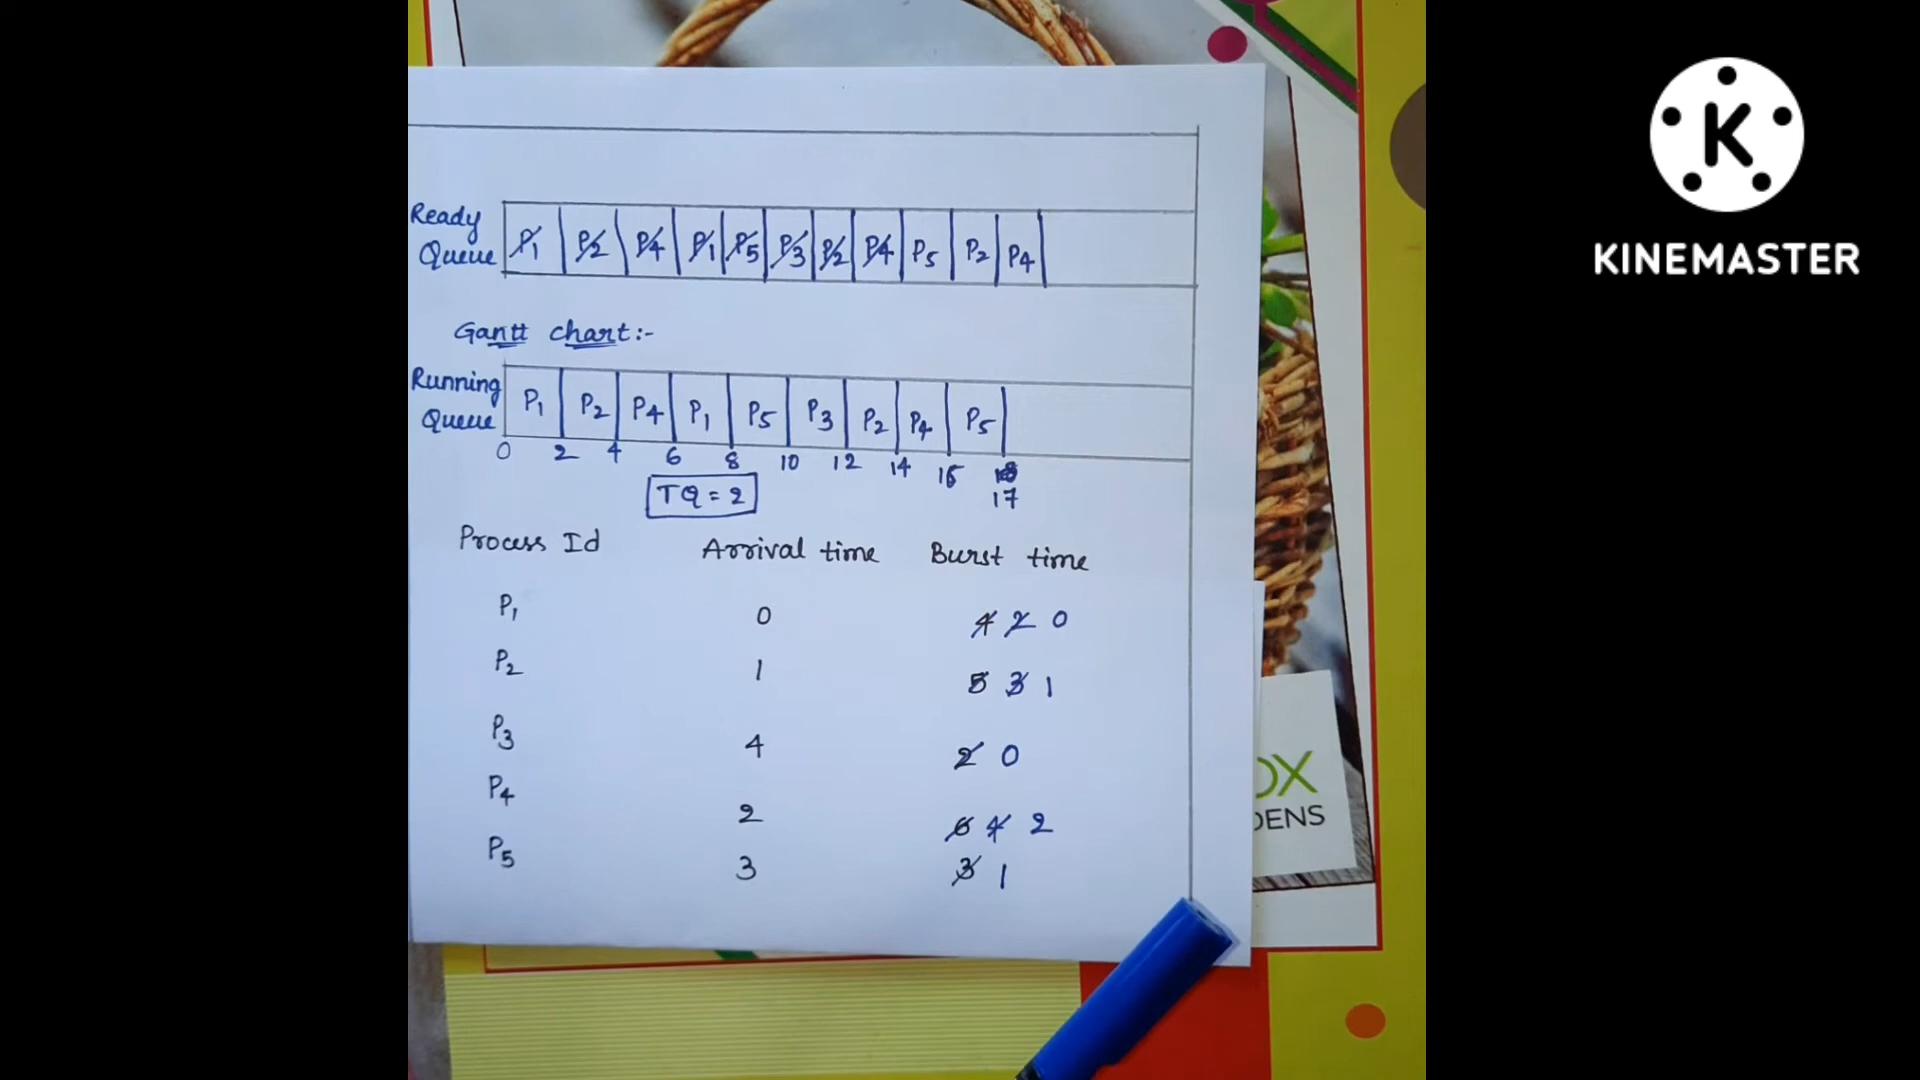 Ready
Queue
P1 P2 P4 P1 P5 P3 P2 P4 P5 P2 P4
Gantt chart:-
Running
Queue
P1 P2 P4 P1 P5 P3 P2 P4 P5
0 2 4 6 8 10 12 14 16 18
17
TQ = 2
Process Id Arrival time Burst time
P1 0 4 2 0
P2 1 5 3 1
P3 4 2 0
P4 2 6 4 2
P5 3 3 1
OX
DENS
K
KINEMASTER